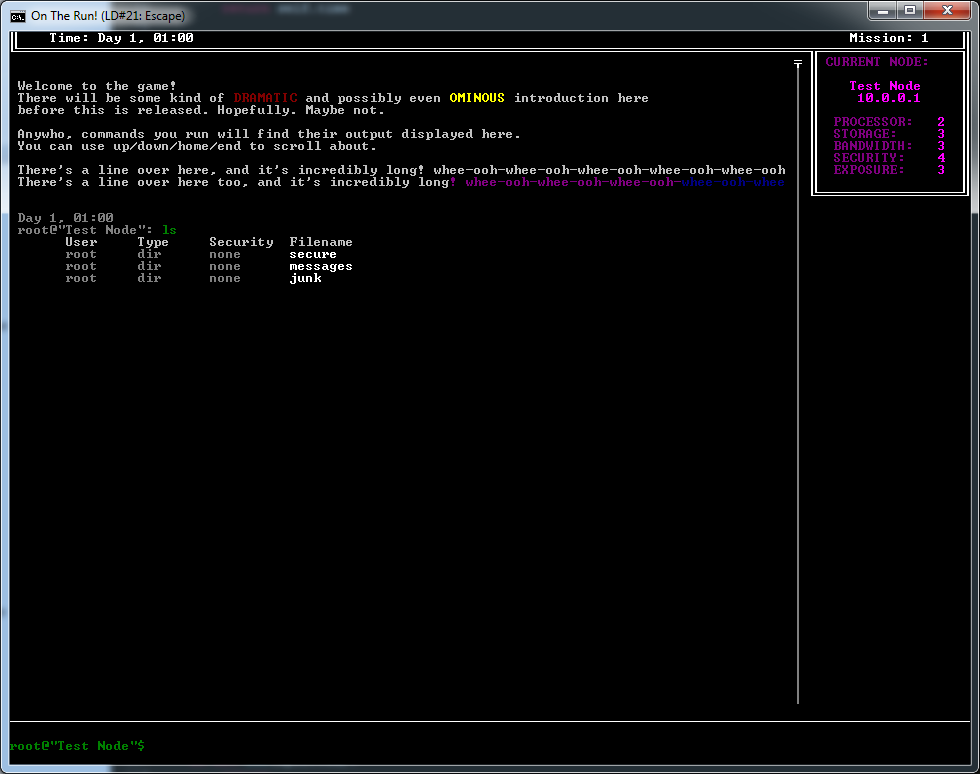 On The Run! (LD#21: Escape)
Time: Day 1, 01:00 Mission: 1
CURRENT NODE:
Test Node
10.0.0.1
PROCESSOR: 2
STORAGE: 3
BANDWIDTH: 3
SECURITY: 4
EXPOSURE: 3
Welcome to the game!
There will be some kind of DRAMATIC and possibly even OMINOUS introduction here
before this is released. Hopefully. Maybe not.
Anywho, commands you run will find their output displayed here.
You can use up/down/home/end to scroll about.
There's a line over here, and it's incredibly long! whee-ooh-whee-ooh-whee-ooh-whee-ooh-whee-ooh
There's a line over here too, and it's incredibly long! whee-ooh-whee-ooh-whee-ooh-whee-ooh-whee
Day 1, 01:00
root@"Test Node": ls
User Type Security Filename
root dir none secure
root dir none messages
root dir none junk
root@"Test Node"$